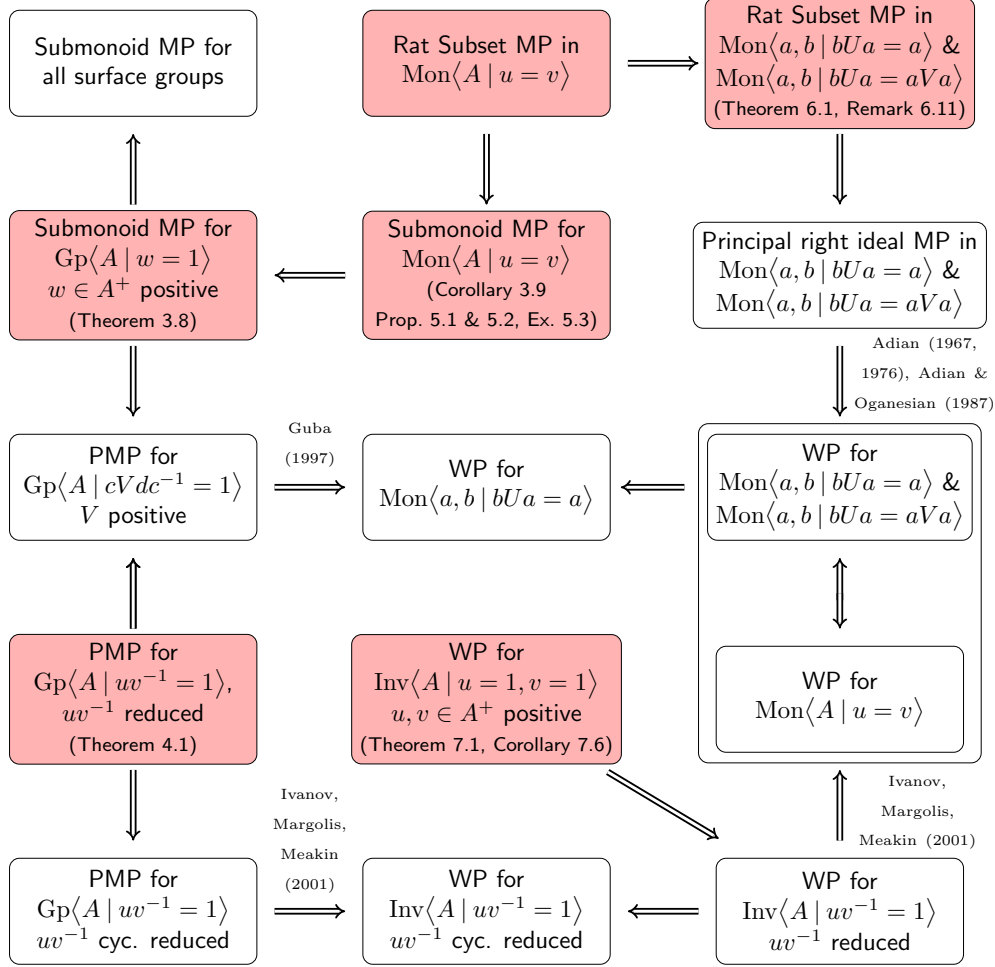 Submonoid MP for
all surface groups
Rat Subset MP in
Mon⟨A | u = v⟩
Rat Subset MP in
Mon⟨a, b | bUa = a⟩ &
Mon⟨a, b | bUa = aVa⟩
(Theorem 6.1, Remark 6.11)
Submonoid MP for
Gp⟨A | w = 1⟩
w ∈ A⁺ positive
(Theorem 3.8)
Submonoid MP for
Mon⟨A | u = v⟩
(Corollary 3.9
Prop. 5.1 & 5.2, Ex. 5.3)
Principal right ideal MP in
Mon⟨a, b | bUa = a⟩ &
Mon⟨a, b | bUa = aVa⟩
Adian (1967,
1976), Adian &
Oganesian (1987)
PMP for
Gp⟨A | cVdc⁻¹ = 1⟩
V positive
Guba
(1997)
WP for
Mon⟨a, b | bUa = a⟩
WP for
Mon⟨a, b | bUa = a⟩ &
Mon⟨a, b | bUa = aVa⟩
PMP for
Gp⟨A | uv⁻¹ = 1⟩,
uv⁻¹ reduced
(Theorem 4.1)
WP for
Inv⟨A | u = 1, v = 1⟩
u, v ∈ A⁺ positive
(Theorem 7.1, Corollary 7.6)
WP for
Mon⟨A | u = v⟩
Ivanov,
Margolis,
Meakin
(2001)
Ivanov,
Margolis,
Meakin (2001)
PMP for
Gp⟨A | uv⁻¹ = 1⟩
uv⁻¹ cyc. reduced
WP for
Inv⟨A | uv⁻¹ = 1⟩
uv⁻¹ cyc. reduced
WP for
Inv⟨A | uv⁻¹ = 1⟩
uv⁻¹ reduced